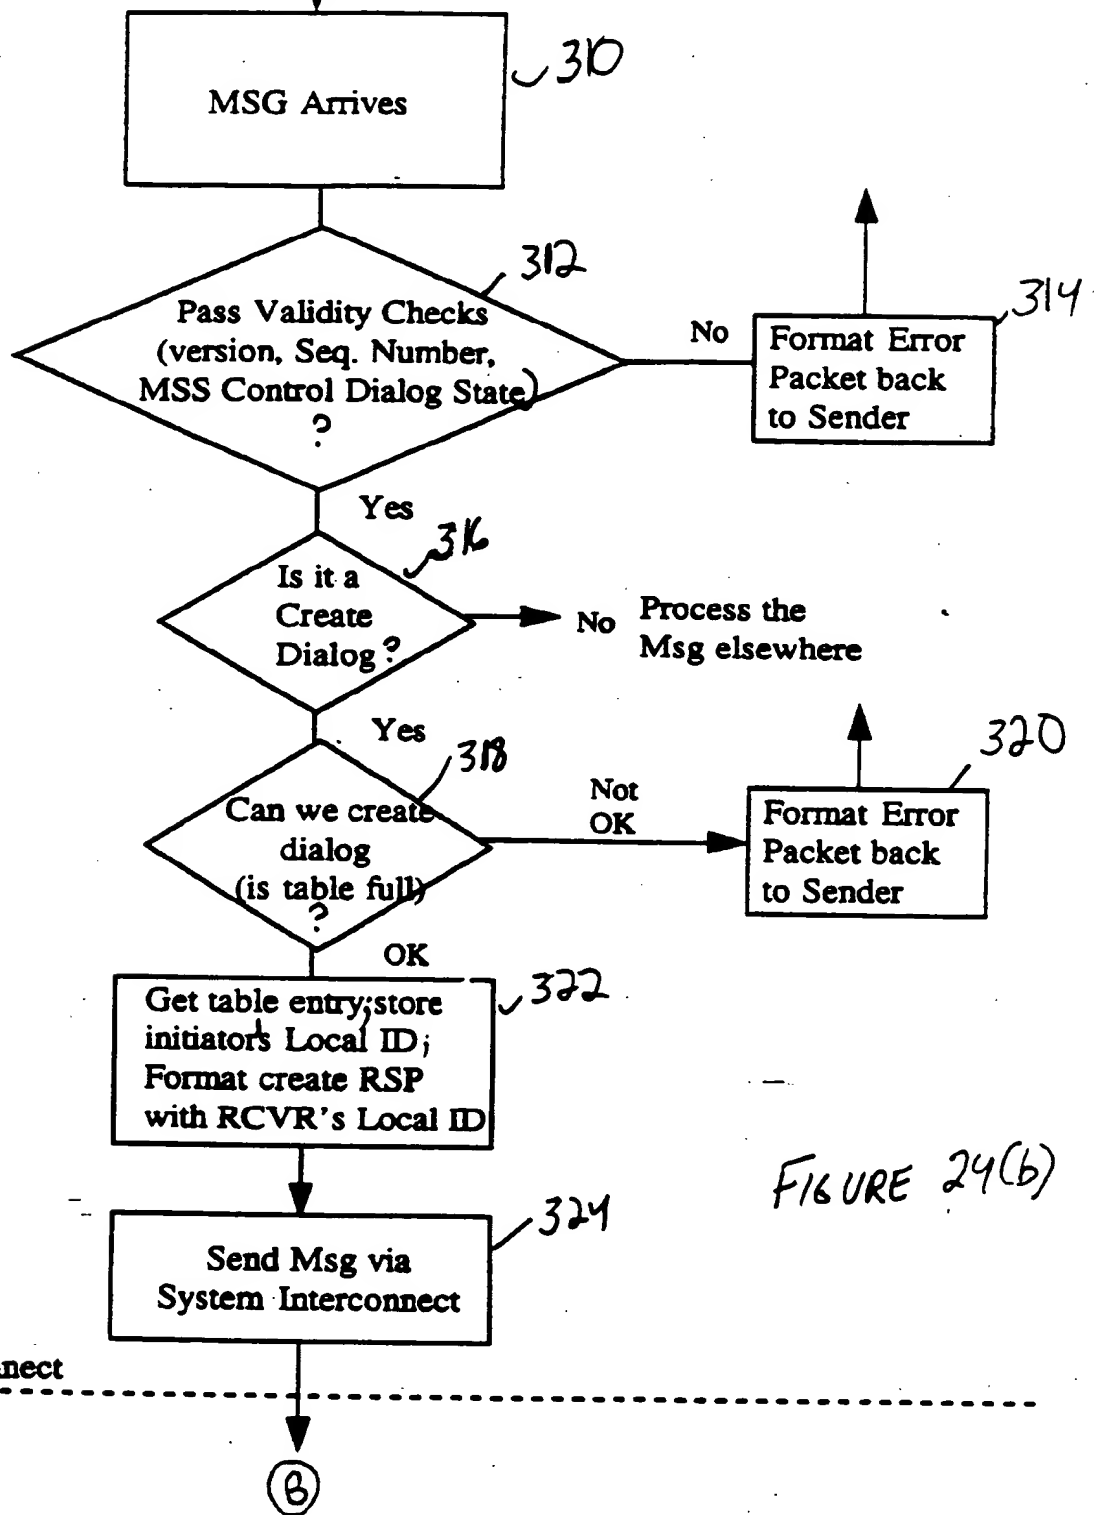 MSG Arrives
310
312
Pass Validity Checks
(version, Seq. Number,
MSS Control Dialog State)
?
No
314
Format Error
Packet back
to Sender
Yes
316
Is it a
Create
Dialog?
No
Process the
Msg elsewhere
Yes
318
Can we create
dialog
(is table full)
?
Not
OK
320
Format Error
Packet back
to Sender
OK
322
Get table entry; store
initiator's Local ID;
Format create RSP
with RCVR's Local ID
324
Send Msg via
System Interconnect
FIGURE 24(b)
nect
B